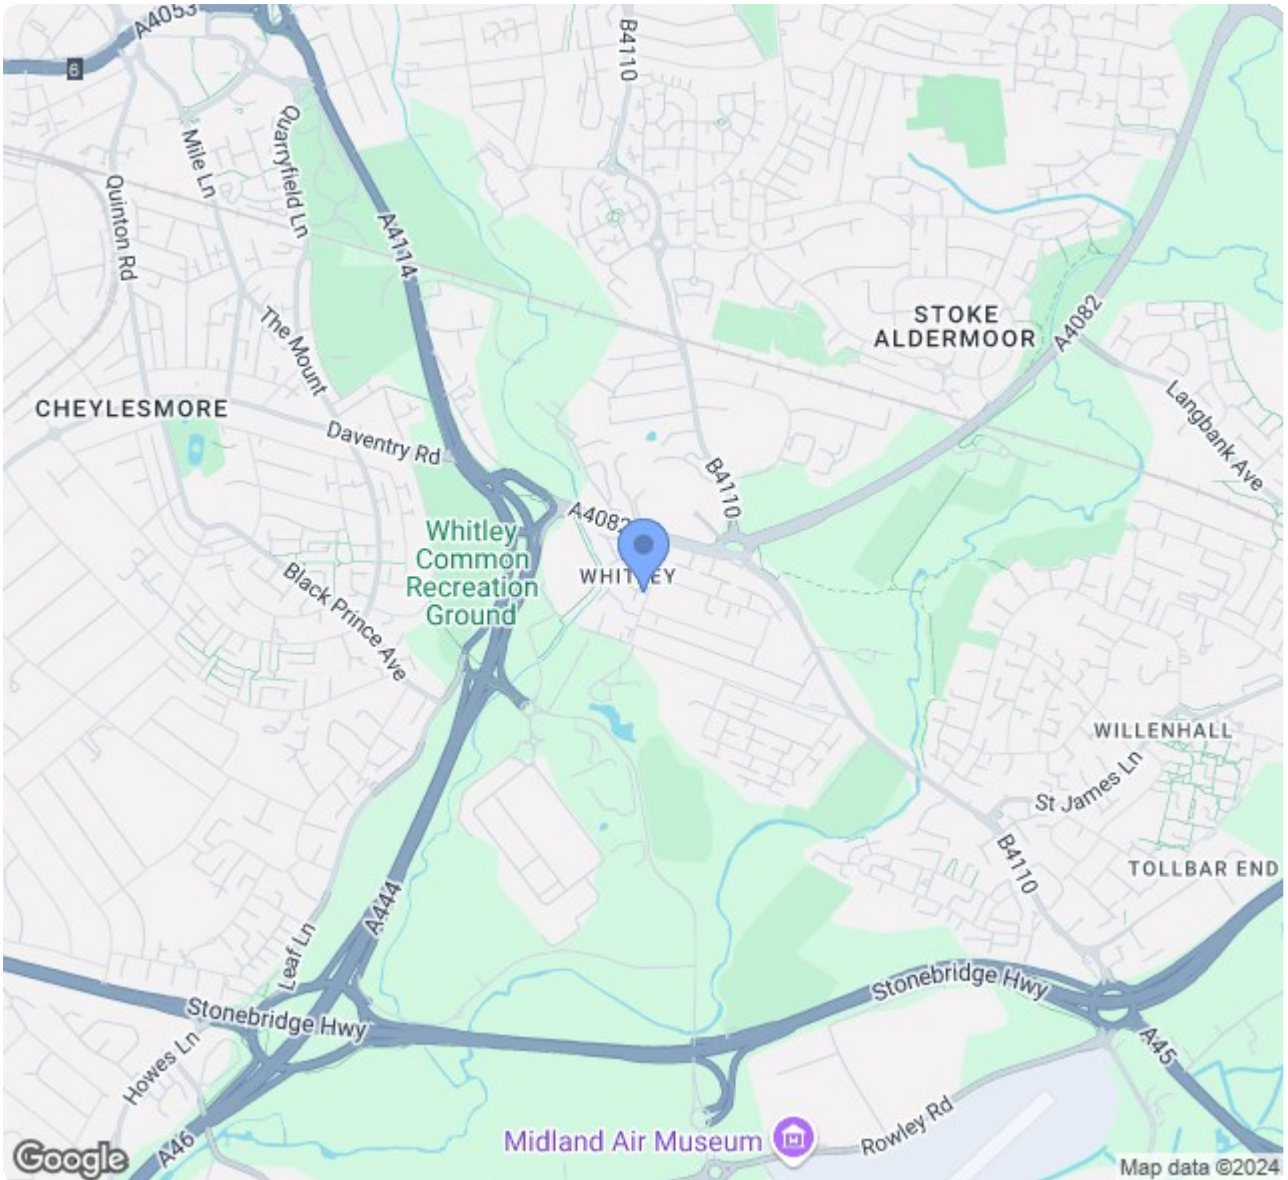 A4053
B4110
6
Quarryfield Ln
Mile Ln
Quinton Rd
A4114
STOKE
ALDERMOOR
A4082
The Mount
CHEYLESMORE
Langbank Ave
Daventry Rd
B4110
A4082
Whitley
Common
Recreation
Ground
WHITLEY
Black Prince Ave
WILLENHALL
St James Ln
B4110
TOLLBAR END
A444
Leaf Ln
Stonebridge Hwy
Stonebridge Hwy
Howes Ln
A45
A46
Rowley Rd
Midland Air Museum
Google
Map data ©2024